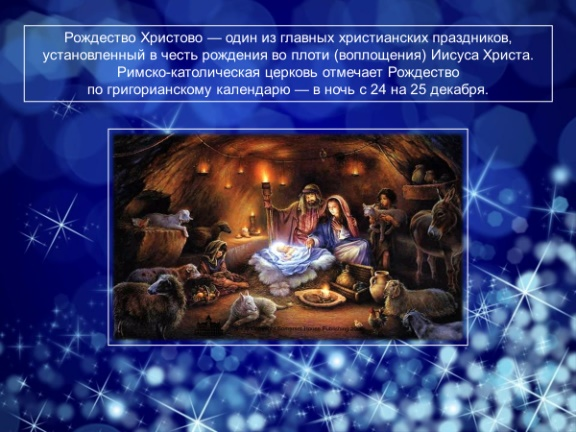 Рождество Христово — один из главных христианских праздников,
установленный в честь рождения во плоти (воплощения) Иисуса Христа.
Римско-католическая церковь отмечает Рождество
по григорианскому календарю — в ночь с 24 на 25 декабря.